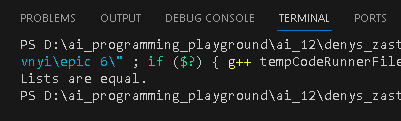 PROBLEMS OUTPUT DEBUG CONSOLE TERMINAL PORTS
PS D:\ai_programming_playground\ai_12\denys_zast
vnyi\epic 6\" ; if ($?) { g++ tempCodeRunnerFile
Lists are equal.
PS D:\ai_programming_playground\ai_12\denys_zast